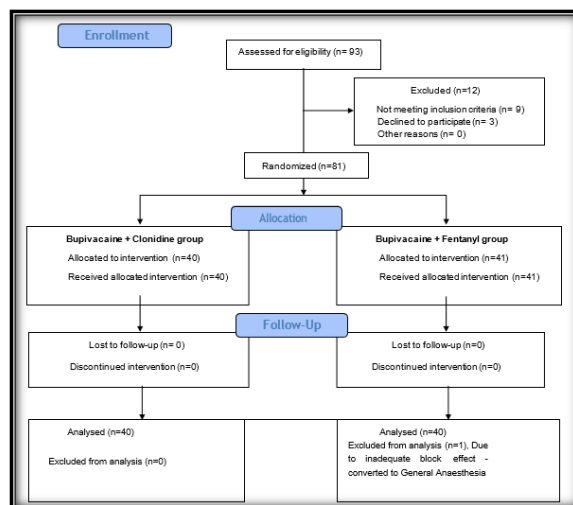 Enrollment
Assessed for eligibility (n= 93)
Excluded (n=12)
Not meeting inclusion criteria (n= 9)
Declined to participate (n= 3)
Other reasons (n= 0)
Randomized (n=81)
Allocation
Bupivacaine + Clonidine group
Allocated to intervention (n=40)
Received allocated intervention (n=40)
Bupivacaine + Fentanyl group
Allocated to intervention (n=41)
Received allocated intervention (n=41)
Follow-Up
Lost to follow-up (n= 0)
Discontinued intervention (n=0)
Lost to follow-up (n=0)
Discontinued intervention (n=0)
Analysed (n=40)
Excluded from analysis (n=0)
Analysed (n=40)
Excluded from analysis (n=1), Due
to inadequate block effect -
converted to General Anaesthesia